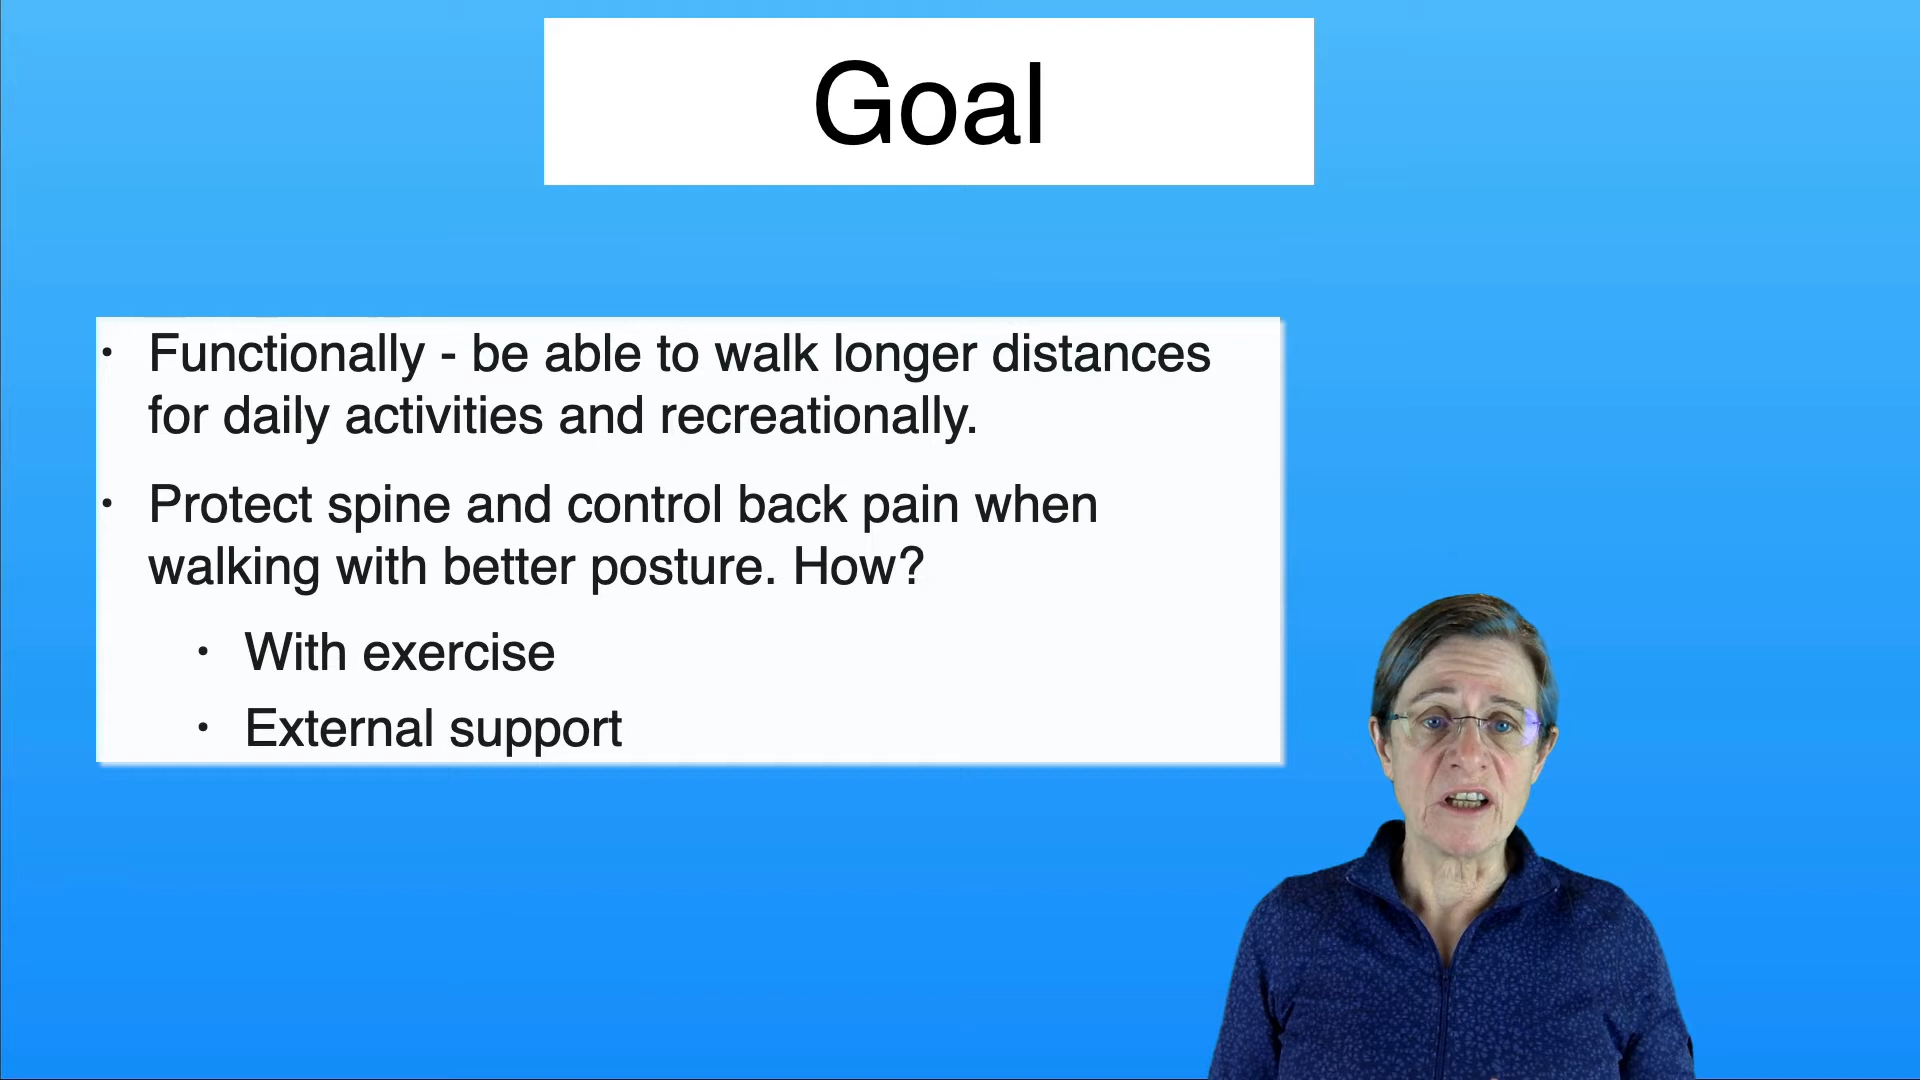 Goal
• Functionally - be able to walk longer distances
for daily activities and recreationally.
• Protect spine and control back pain when
walking with better posture. How?
• With exercise
• External support